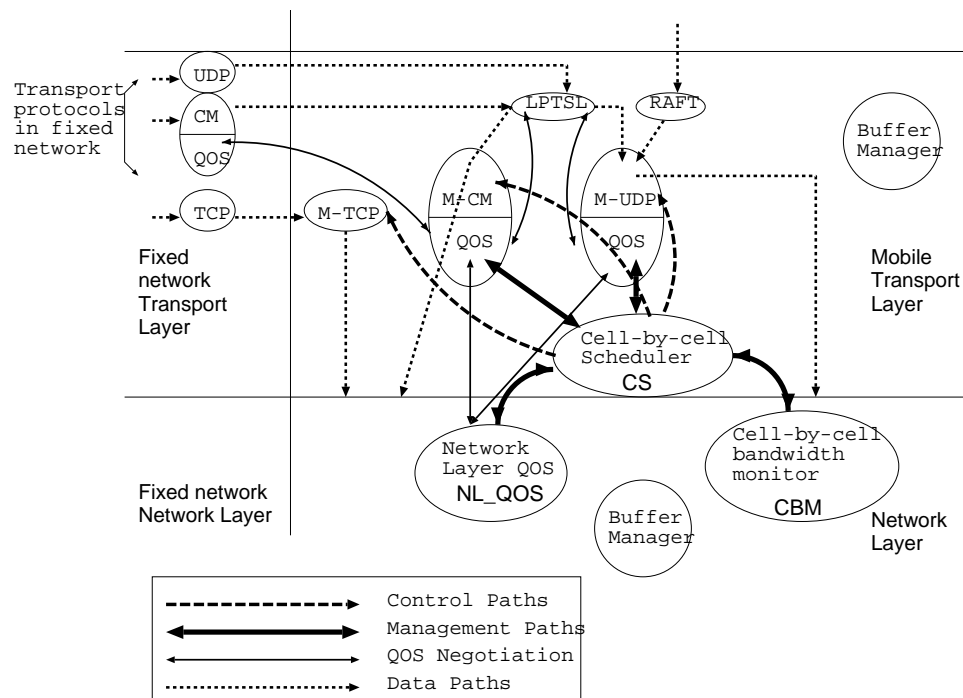 UDP
Transport
protocols
in fixed
network
CM
QOS
TCP
M-TCP
LPTSL
RAFT
M-CM
QOS
M-UDP
QOS
Buffer
Manager
Fixed
network
Transport
Layer
Mobile
Transport
Layer
Cell-by-cell
Scheduler
CS
Network
Layer QOS
NL_QOS
Cell-by-cell
bandwidth
monitor
CBM
Fixed network
Network Layer
Buffer
Manager
Network
Layer
Control Paths
Management Paths
QOS Negotiation
Data Paths